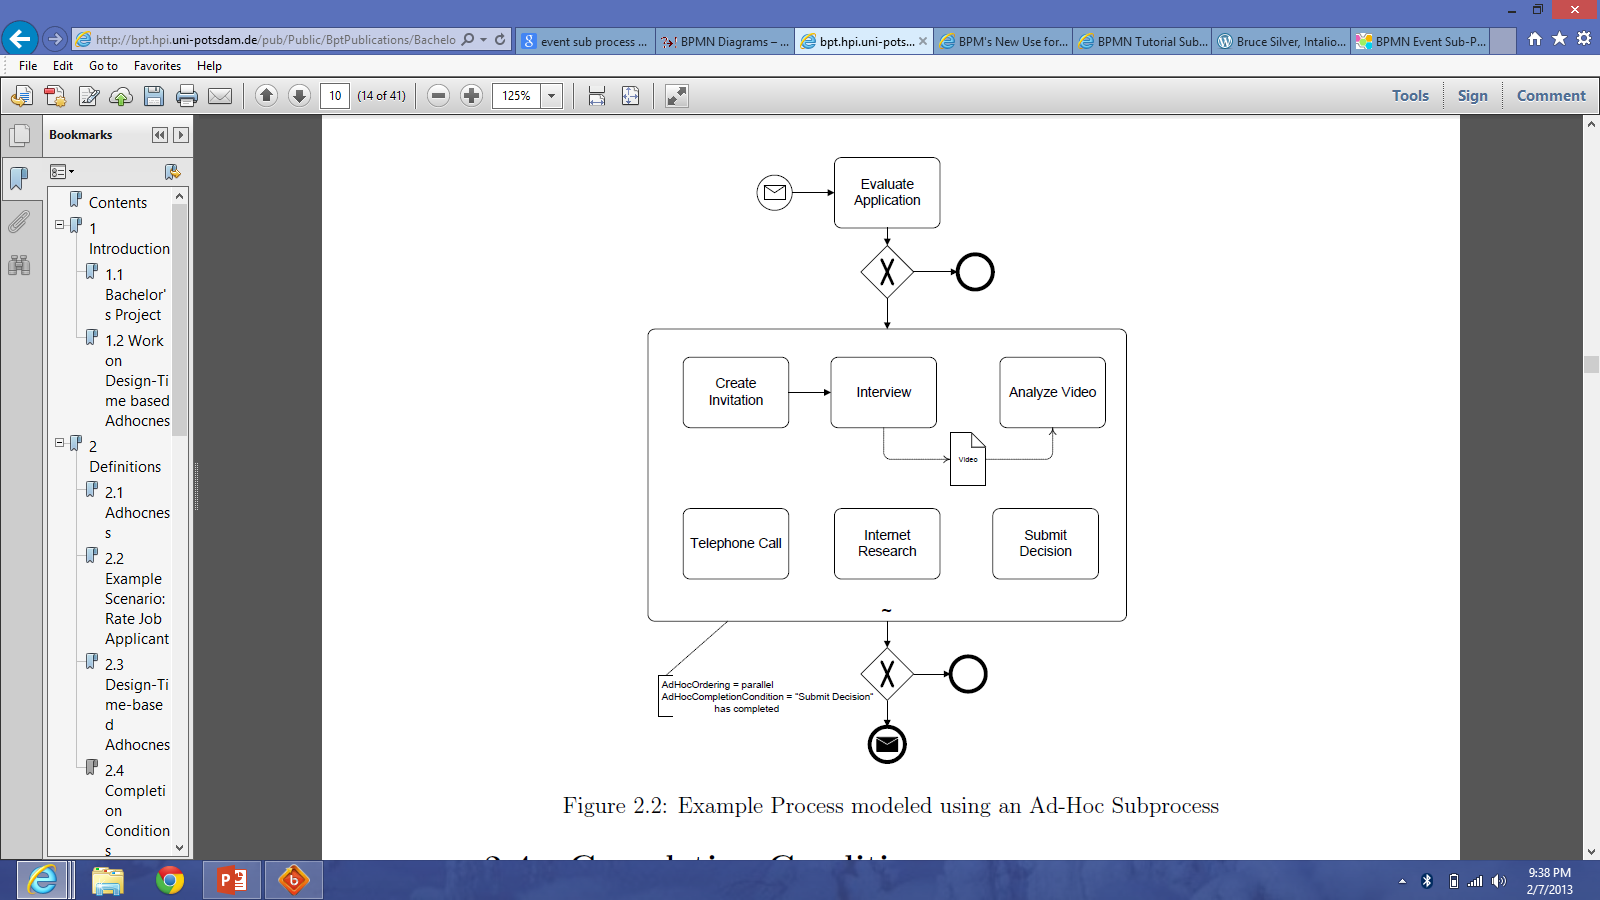 http://bpt.hpi.uni-potsdam.de/pub/Public/BptPublications/Bachelo
event sub process ...
BPMN Diagrams – ...
bpt.hpi.uni-pots...
BPM's New Use for...
BPMN Tutorial Sub...
Bruce Silver, Intalio...
BPMN Event Sub-P...
File Edit Go to Favorites Help
10 (14 of 41) 125% Tools Sign Comment
Bookmarks
Contents
1
Introduction
1.1
Bachelor'
s Project
1.2 Work
on
Design-Ti
me based
Adhocnes
2
Definitions
2.1
Adhocnes
s
2.2
Example
Scenario:
Rate Job
Applicant
2.3
Design-Ti
me-base
d
Adhocnes
2.4
Completi
on
Condition
s
Evaluate
Application
X
Create
Invitation
Interview
Analyze Video
Video
Telephone Call
Internet
Research
Submit
Decision
~
AdHocOrdering = parallel
AdHocCompletionCondition = "Submit Decision"
has completed
X
Figure 2.2: Example Process modeled using an Ad-Hoc Subprocess
9:38 PM
2/7/2013